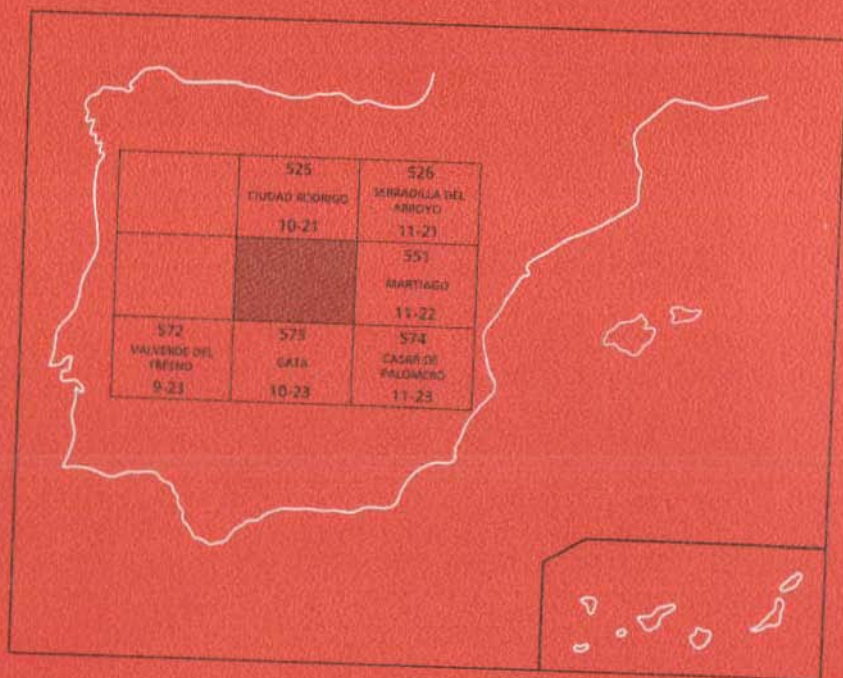 525
CIUDAD RODRIGO
10-21
526
SERRADILLA DEL
ARROYO
11-21
551
MARTIAGO
11-22
572
VALVERDE DEL
FRESNO
9-23
573
GATA
10-23
574
CASAR DE
PALOMERO
11-23